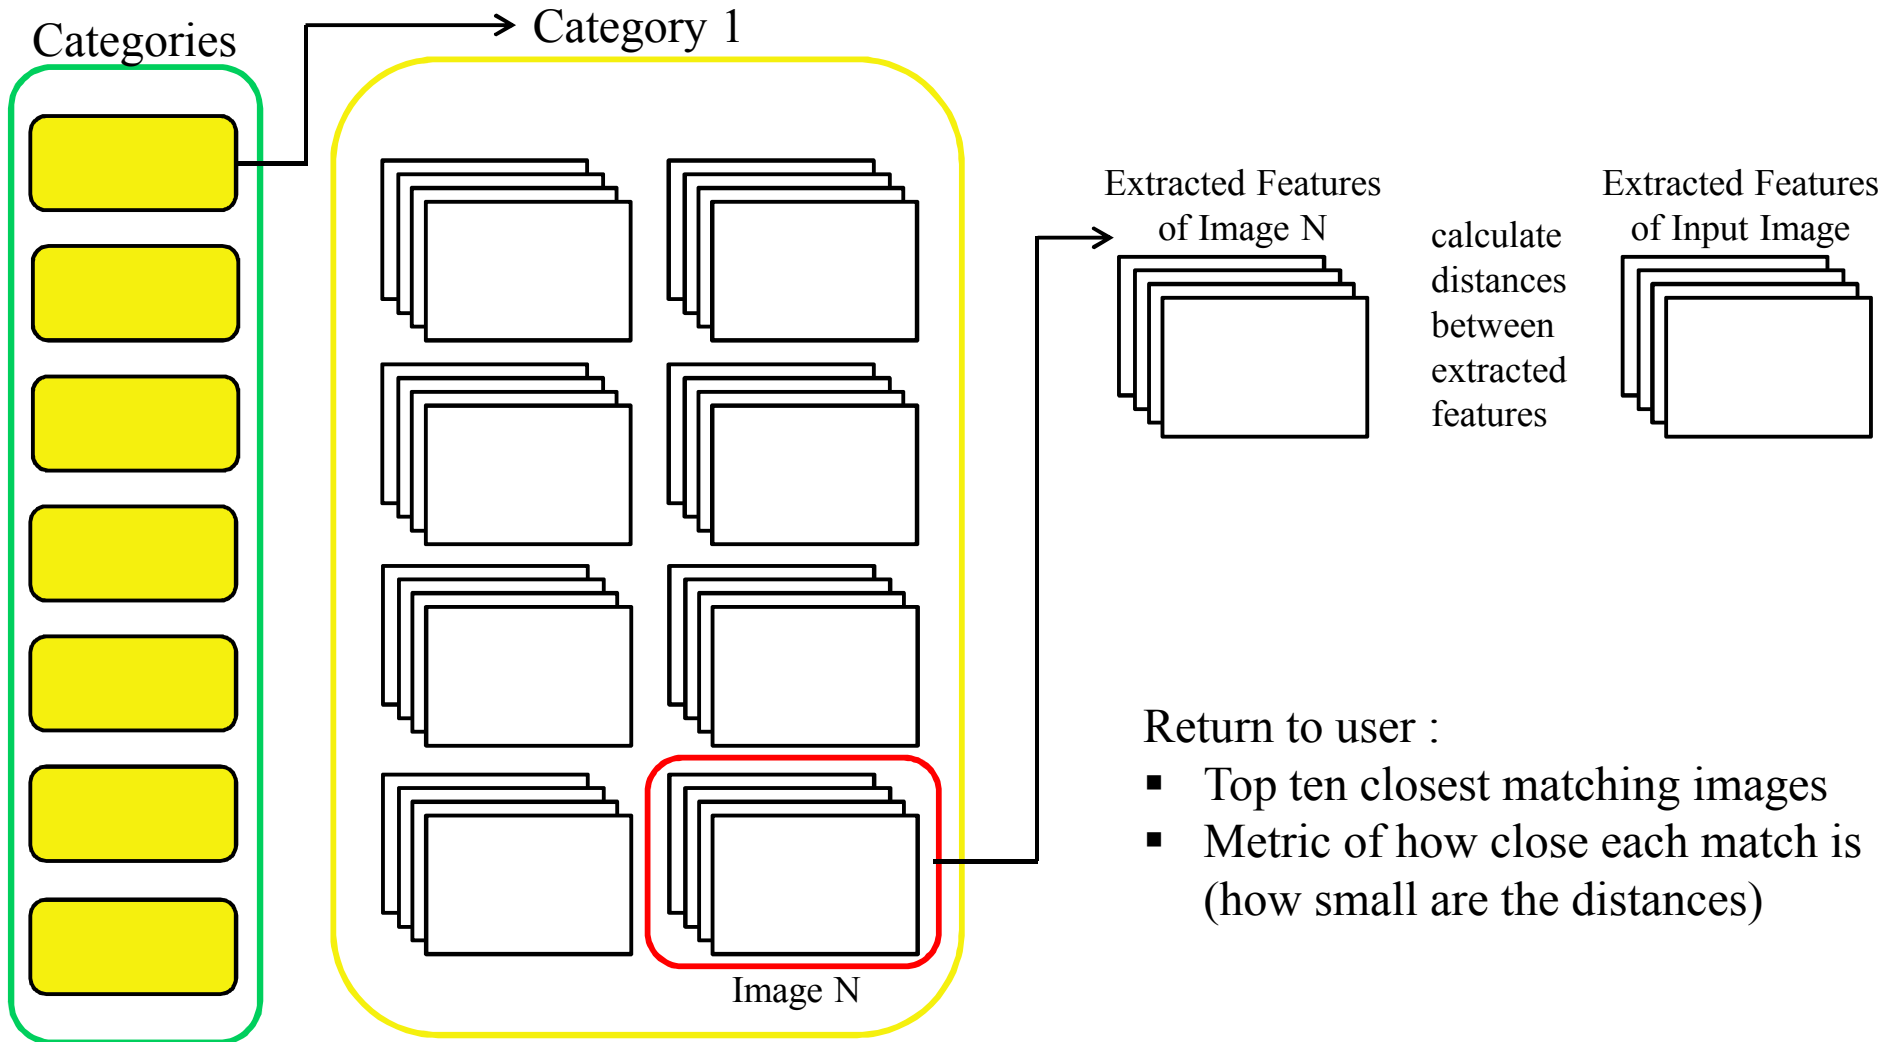 Categories
Category 1
Extracted Features
of Image N
calculate
distances
between
extracted
features
Extracted Features
of Input Image
Image N
Return to user :
▪ Top ten closest matching images
▪ Metric of how close each match is
(how small are the distances)